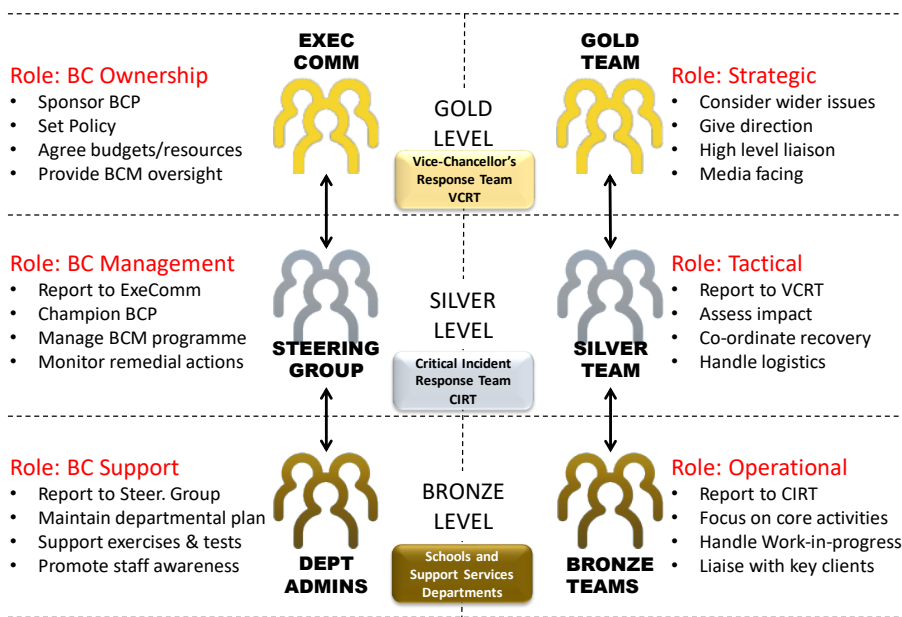 EXEC
COMM
Role: BC Ownership
• Sponsor BCP
• Set Policy
• Agree budgets/resources
• Provide BCM oversight
GOLD
LEVEL
Vice-Chancellor's
Response Team
VCRT
GOLD
TEAM
Role: Strategic
• Consider wider issues
• Give direction
• High level liaison
• Media facing
Role: BC Management
• Report to ExeComm
• Champion BCP
• Manage BCM programme
• Monitor remedial actions
STEERING
GROUP
SILVER
LEVEL
Critical Incident
Response Team
CIRT
SILVER
TEAM
Role: Tactical
• Report to VCRT
• Assess impact
• Co-ordinate recovery
• Handle logistics
Role: BC Support
• Report to Steer. Group
• Maintain departmental plan
• Support exercises & tests
• Promote staff awareness
DEPT
ADMINS
BRONZE
LEVEL
Schools and
Support Services
Departments
BRONZE
TEAMS
Role: Operational
• Report to CIRT
• Focus on core activities
• Handle Work-in-progress
• Liaise with key clients